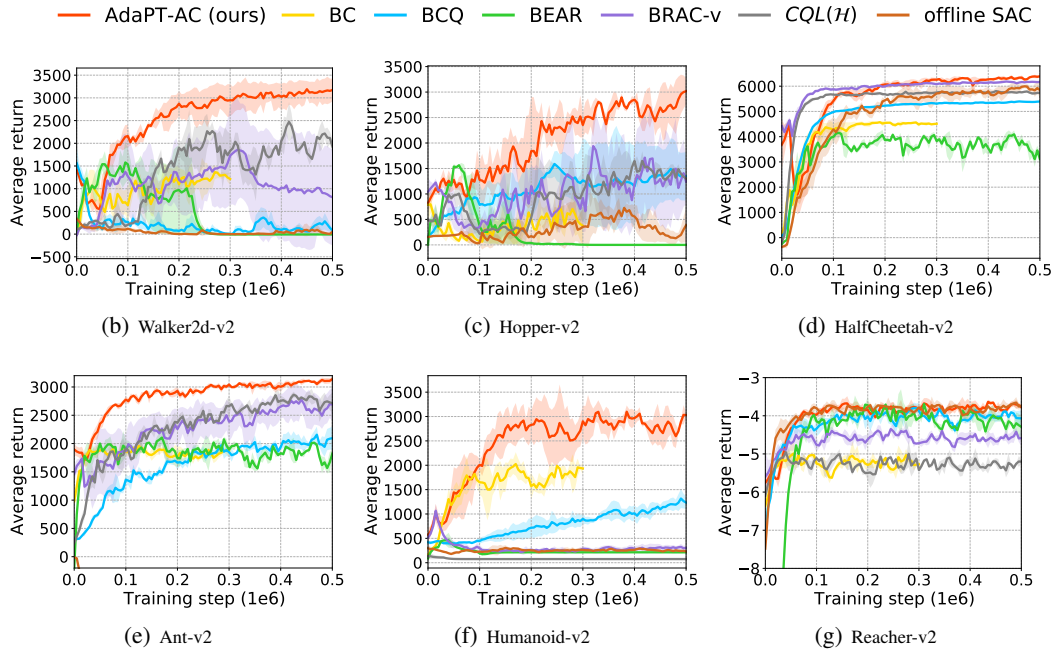 AdaPT-AC (ours) BC BCQ BEAR BRAC-v CQL(ℋ) offline SAC
Average return
3500
3000
2500
2000
1500
1000
500
0
−500
0.0 0.1 0.2 0.3 0.4 0.5
Training step (1e6)
(b) Walker2d-v2
Average return
3500
3000
2500
2000
1500
1000
500
0
0.0 0.1 0.2 0.3 0.4 0.5
Training step (1e6)
(c) Hopper-v2
Average return
6000
5000
4000
3000
2000
1000
0
0.0 0.1 0.2 0.3 0.4 0.5
Training step (1e6)
(d) HalfCheetah-v2
Average return
3000
2500
2000
1500
1000
500
0
0.1 0.2 0.3 0.4 0.5
Training step (1e6)
(e) Ant-v2
Average return
3500
3000
2500
2000
1500
1000
500
0
0.0 0.1 0.2 0.3 0.4 0.5
Training step (1e6)
(f) Humanoid-v2
Average return
−3
−4
−5
−6
−7
−8
0.0 0.1 0.2 0.3 0.4 0.5
Training step (1e6)
(g) Reacher-v2